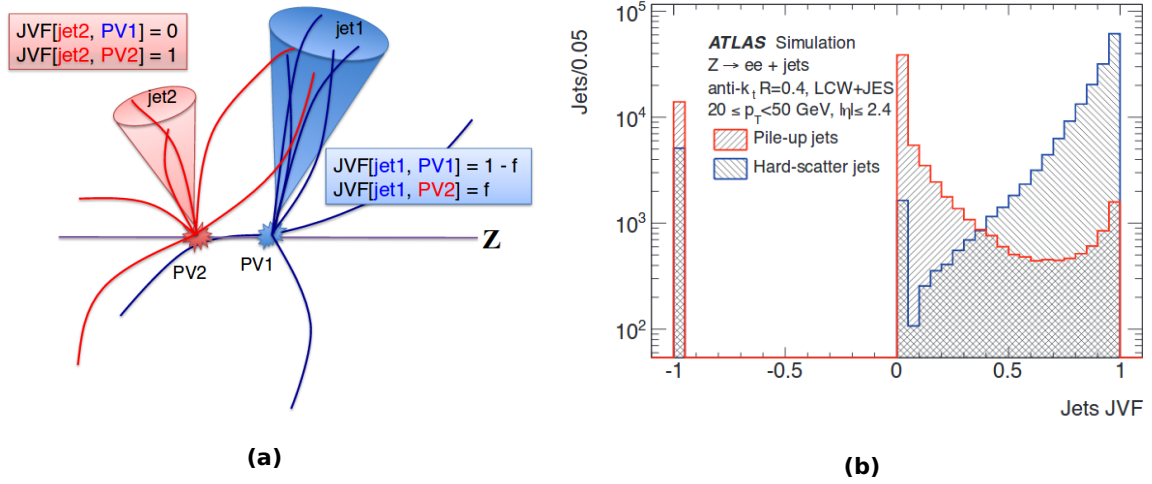 JVF[jet2, PV1] = 0
JVF[jet2, PV2] = 1
jet1
jet2
JVF[jet1, PV1] = 1 - f
JVF[jet1, PV2] = f
Z
PV2
PV1
(a)
Jets/0.05
10⁵
10⁴
10³
10²
ATLAS Simulation
Z → ee + jets
anti-kₜ R=0.4, LCW+JES
20 ≤ p_T<50 GeV, |η|≤ 2.4
Pile-up jets
Hard-scatter jets
-1
-0.5
0
0.5
1
Jets JVF
(b)